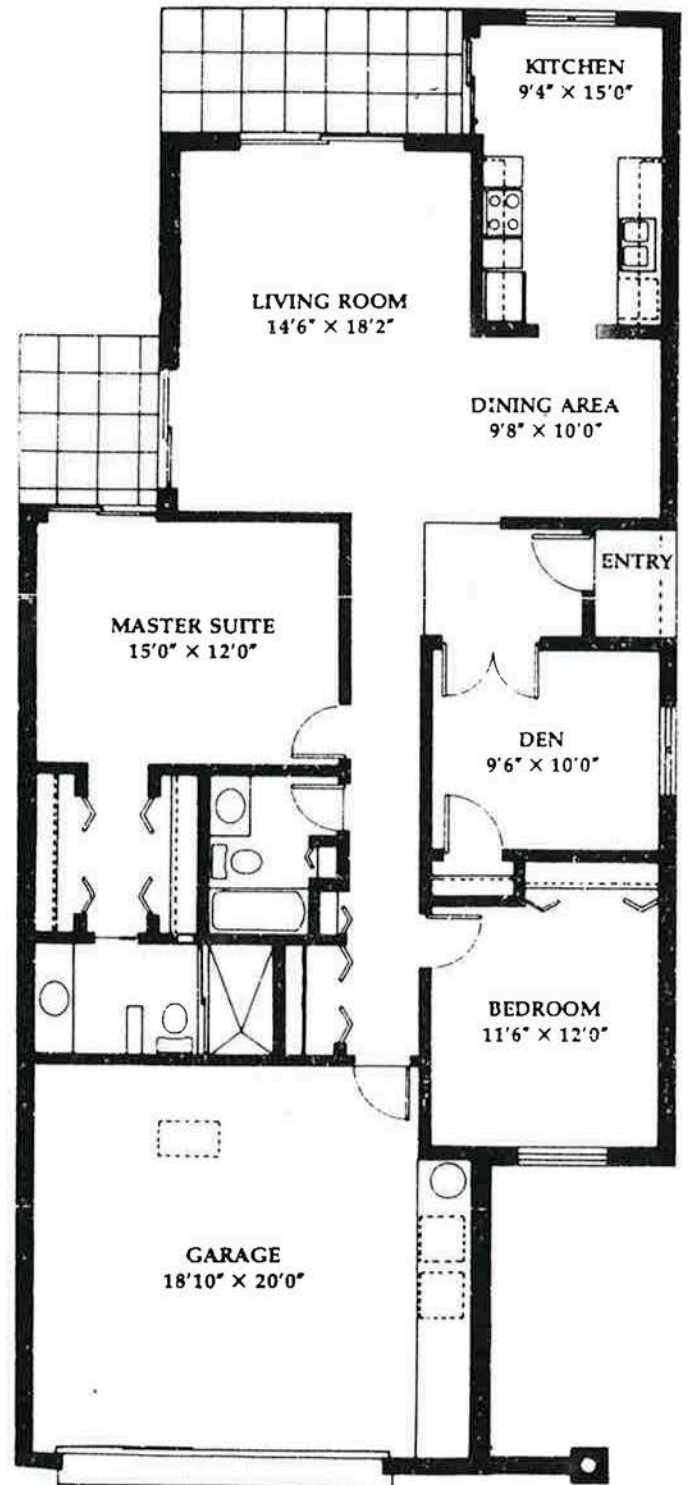 KITCHEN
9'4" × 15'0"
LIVING ROOM
14'6" × 18'2"
DINING AREA
9'8" × 10'0"
ENTRY
MASTER SUITE
15'0" × 12'0"
DEN
9'6" × 10'0"
BEDROOM
11'6" × 12'0"
GARAGE
18'10" × 20'0"